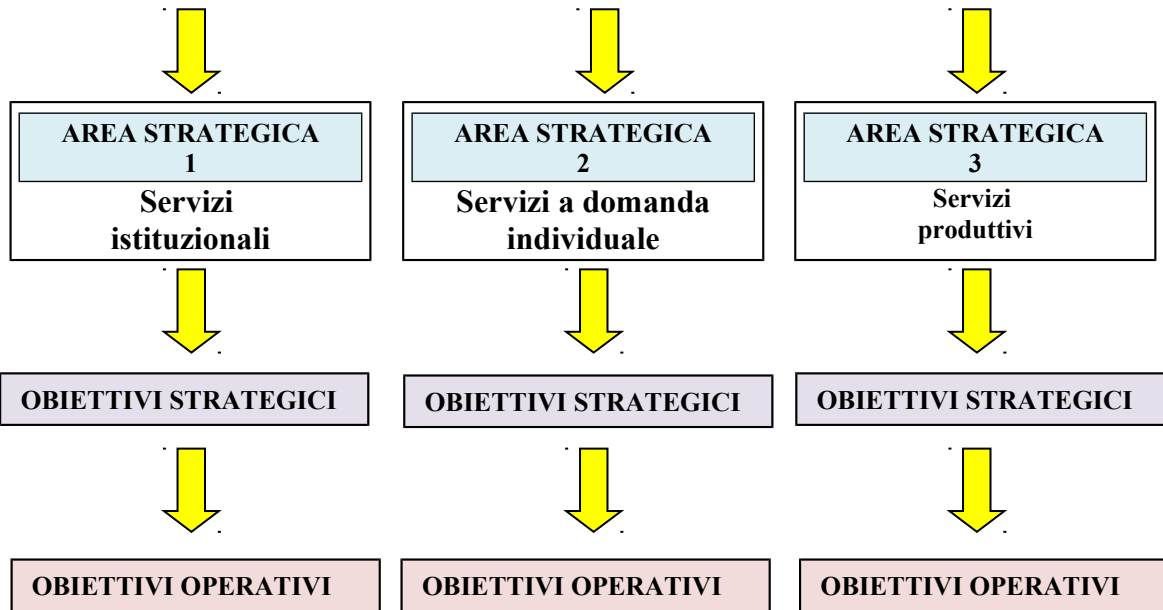 AREA STRATEGICA
1
Servizi
istituzionali
AREA STRATEGICA
2
Servizi a domanda
individuale
AREA STRATEGICA
3
Servizi
produttivi
OBIETTIVI STRATEGICI
OBIETTIVI STRATEGICI
OBIETTIVI STRATEGICI
OBIETTIVI OPERATIVI
OBIETTIVI OPERATIVI
OBIETTIVI OPERATIVI